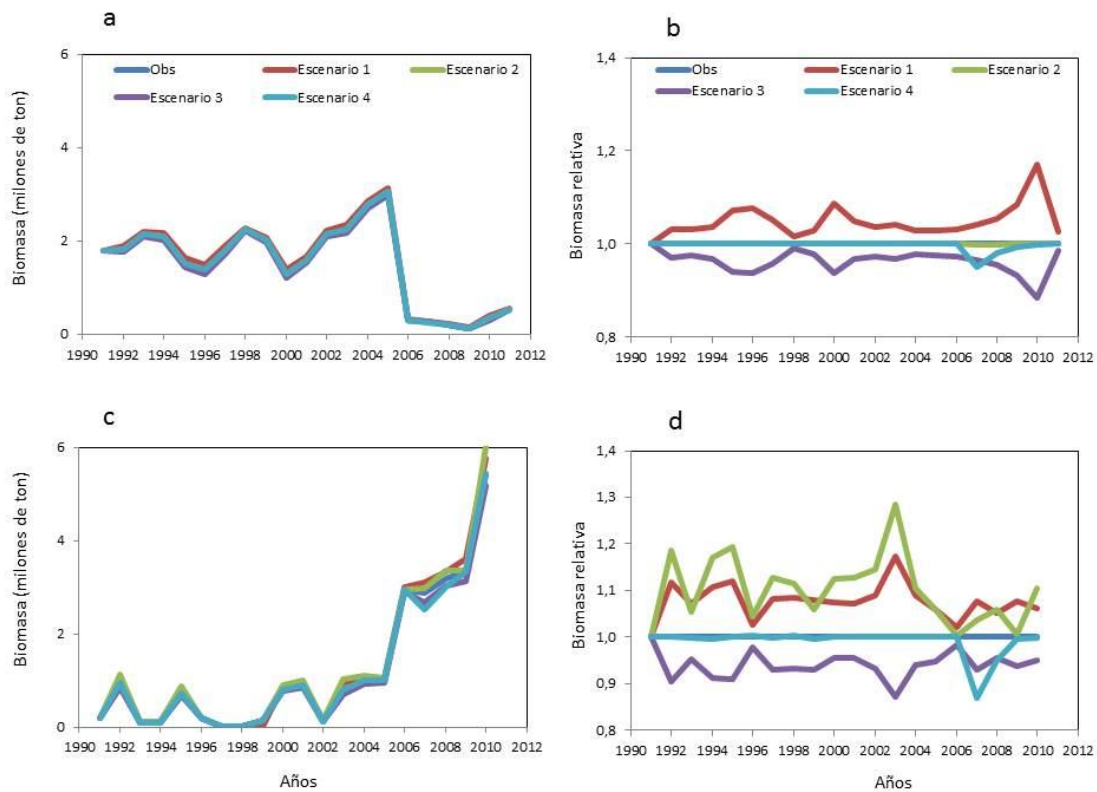 a
Biomasa (milones de ton)
6
4
2
0
Obs Escenario 1 Escenario 2
Escenario 3 Escenario 4
1990 1992 1994 1996 1998 2000 2002 2004 2006 2008 2010 2012
b
Biomasa relativa
1,4
1,2
1,0
0,8
Obs Escenario 1 Escenario 2
Escenario 3 Escenario 4
1990 1992 1994 1996 1998 2000 2002 2004 2006 2008 2010 2012
c
Biomasa (milones de ton)
6
4
2
0
1990 1992 1994 1996 1998 2000 2002 2004 2006 2008 2010 2012
Años
d
Biomasa relativa
1,4
1,3
1,2
1,1
1,0
0,9
0,8
1990 1992 1994 1996 1998 2000 2002 2004 2006 2008 2010 2012
Años